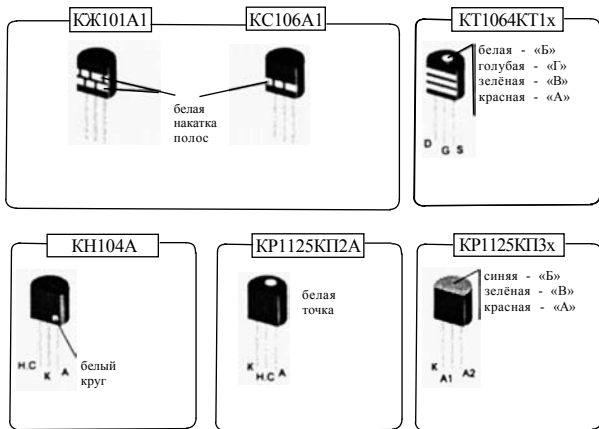 КЖ101А1
КС106А1
белая
накатка
полос
КТ1064КТ1х
белая - «Б»
голубая - «Г»
зелёная - «В»
красная - «А»
D G S
КН104А
Н.С К А
белый
круг
КР1125КП2А
белая
точка
К Н.С А
КР1125КП3х
синяя - «Б»
зелёная - «В»
красная - «А»
К А1 А2